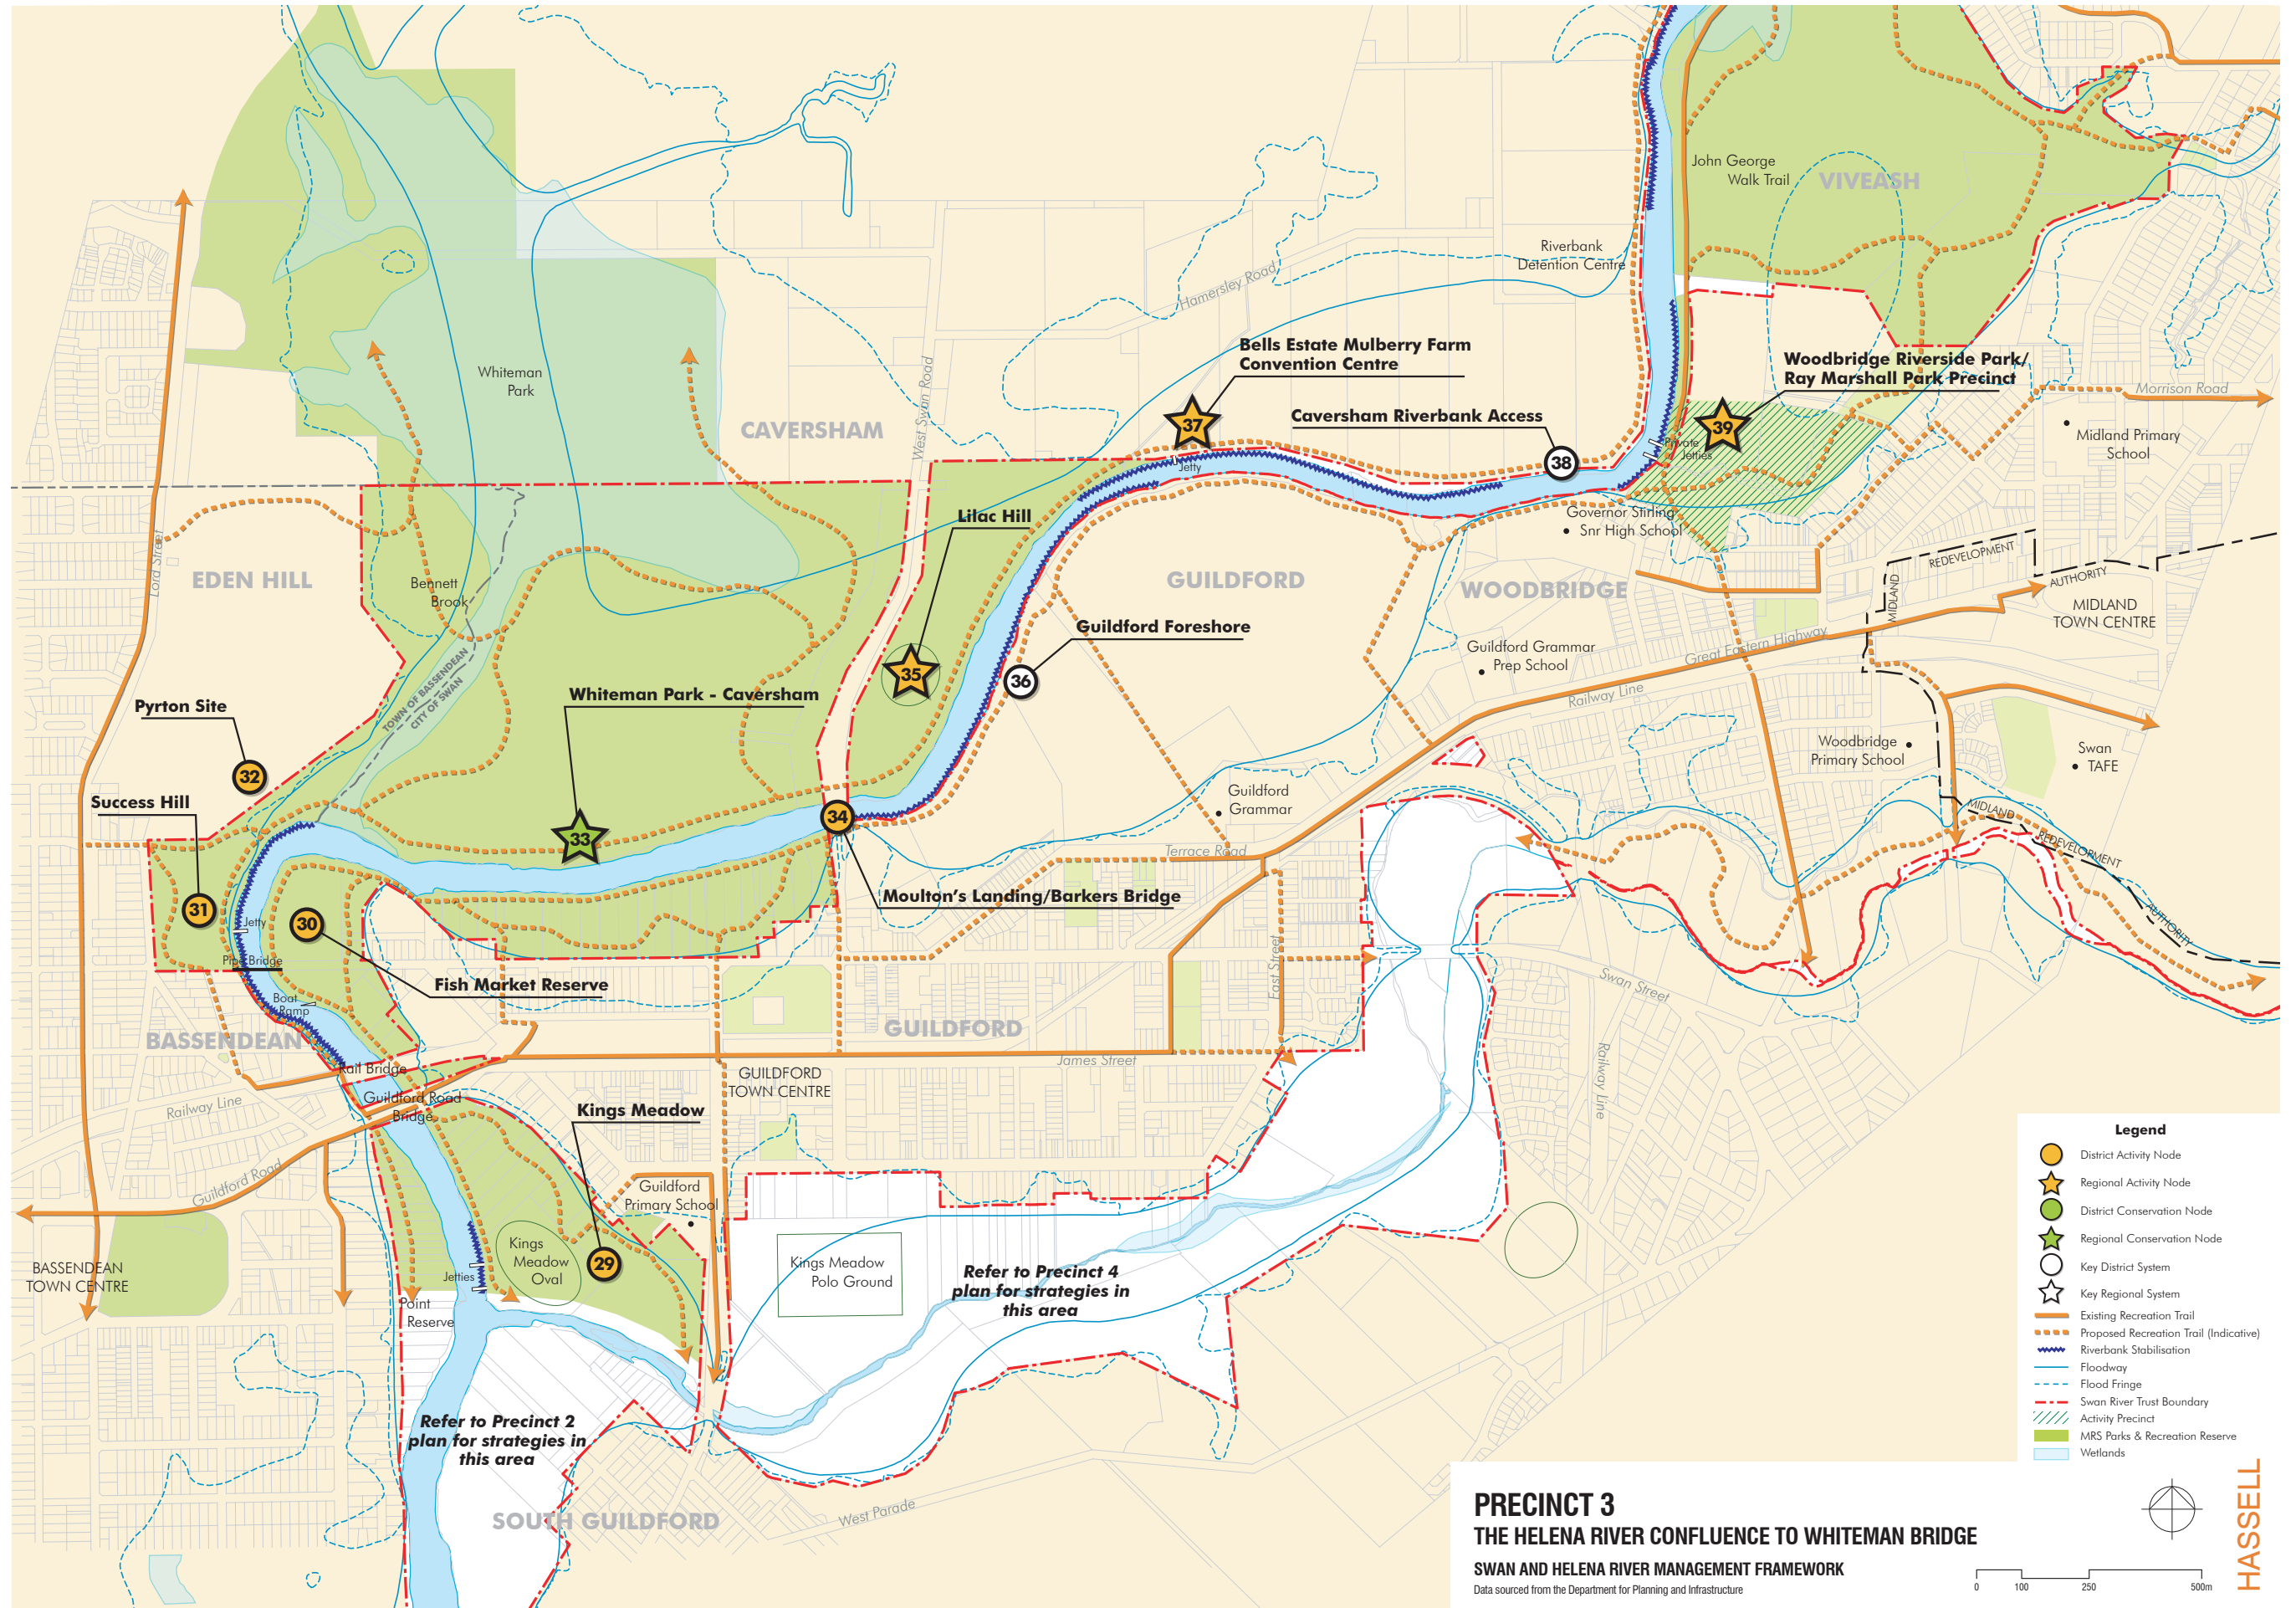 John George
Walk Trail
VIVEASH
Riverbank
Detention Centre
Hamersley Road
Whiteman
Park
West Swan Road
CAVERSHAM
Bells Estate Mulberry Farm
Convention Centre
37
Jetty
Caversham Riverbank Access
38
Woodbridge Riverside Park/
Ray Marshall Park Precinct
39
Private
Jetties
Morrison Road
Midland Primary
School
Lord Street
EDEN HILL
Bennett
Brook
TOWN OF BASSENDEAN
CITY OF SWAN
Lilac Hill
35
GUILDFORD
Governor Stirling
Snr High School
WOODBRIDGE
REDEVELOPMENT
MIDLAND
AUTHORITY
MIDLAND
TOWN CENTRE
Guildford Foreshore
36
Guildford Grammar
Prep School
Great Eastern Highway
Railway Line
Whiteman Park - Caversham
33
Pyrton Site
32
Success Hill
31
34
Moulton's Landing/Barkers Bridge
Guildford
Grammar
Terrace Road
Woodbridge
Primary School
Swan
TAFE
MIDLAND
REDEVELOPMENT
AUTHORITY
30
Jetty
Pipe Bridge
Fish Market Reserve
Boat
Ramp
BASSENDEAN
GUILDFORD
East Street
Swan Street
James Street
Railway Line
Rail Bridge
Railway Line
Guildford Road
Bridge
GUILDFORD
TOWN CENTRE
Kings Meadow
29
Guildford Road
Guildford
Primary School
BASSENDEAN
TOWN CENTRE
Kings
Meadow
Oval
Jetties
Point
Reserve
Kings Meadow
Polo Ground
Refer to Precinct 4
plan for strategies in
this area
Refer to Precinct 2
plan for strategies in
this area
SOUTH GUILDFORD
West Parade
Legend
District Activity Node
Regional Activity Node
District Conservation Node
Regional Conservation Node
Key District System
Key Regional System
Existing Recreation Trail
Proposed Recreation Trail (Indicative)
Riverbank Stabilisation
Floodway
Flood Fringe
Swan River Trust Boundary
Activity Precinct
MRS Parks & Recreation Reserve
Wetlands
PRECINCT 3
THE HELENA RIVER CONFLUENCE TO WHITEMAN BRIDGE
SWAN AND HELENA RIVER MANAGEMENT FRAMEWORK
Data sourced from the Department for Planning and Infrastructure
0 100 250 500m
HASSELL